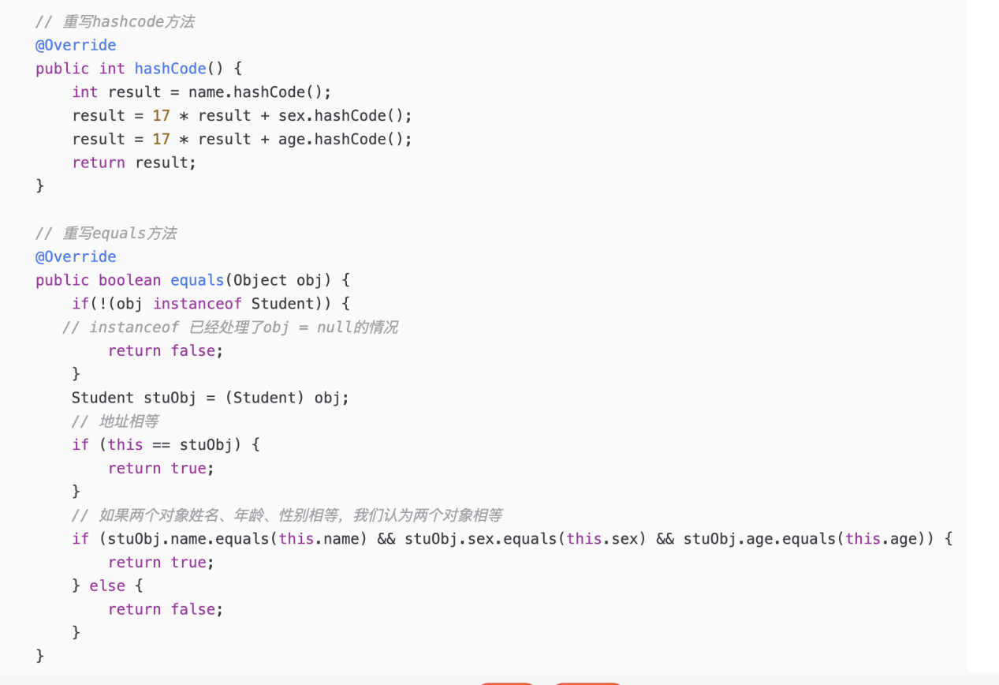 // 重写hashcode方法
@Override
public int hashCode() {
    int result = name.hashCode();
    result = 17 * result + sex.hashCode();
    result = 17 * result + age.hashCode();
    return result;
}

// 重写equals方法
@Override
public boolean equals(Object obj) {
    if(!(obj instanceof Student)) {
   // instanceof 已经处理了obj = null的情况
        return false;
    }
    Student stuObj = (Student) obj;
    // 地址相等
    if (this == stuObj) {
        return true;
    }
    // 如果两个对象姓名、年龄、性别相等，我们认为两个对象相等
    if (stuObj.name.equals(this.name) && stuObj.sex.equals(this.sex) && stuObj.age.equals(this.age)) {
        return true;
    } else {
        return false;
    }
}